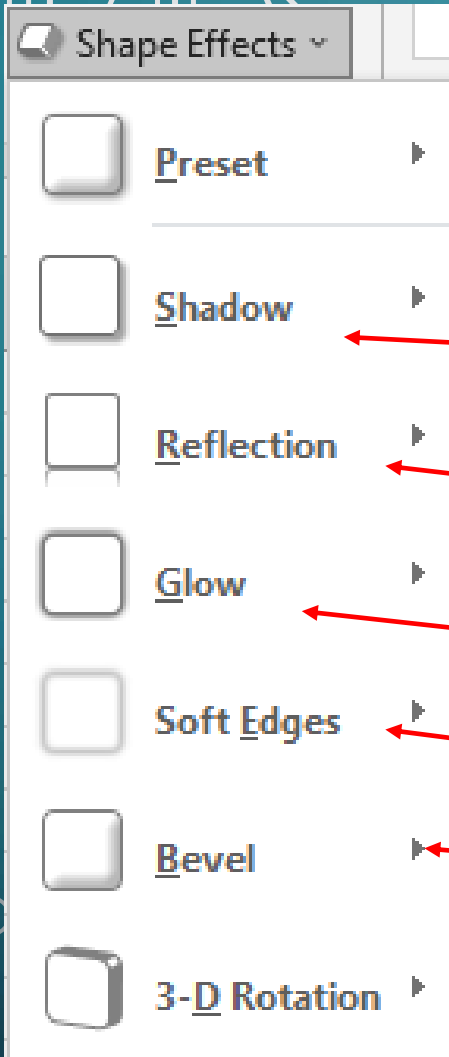 Shape Effects
Preset
Shadow
Reflection
Glow
Soft Edges
Bevel
3-D Rotation